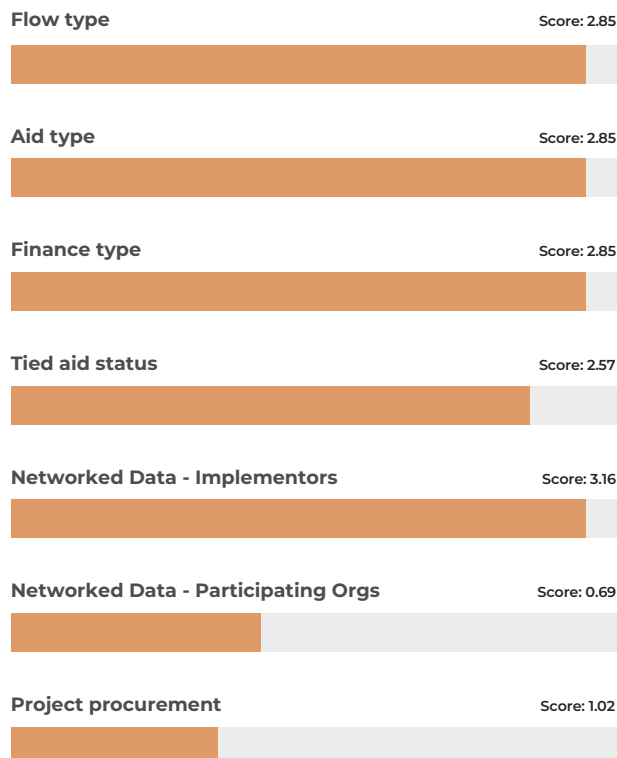 Flow type
Score: 2.85
Aid type
Score: 2.85
Finance type
Score: 2.85
Tied aid status
Score: 2.57
Networked Data - Implementors
Score: 3.16
Networked Data - Participating Orgs
Score: 0.69
Project procurement
Score: 1.02